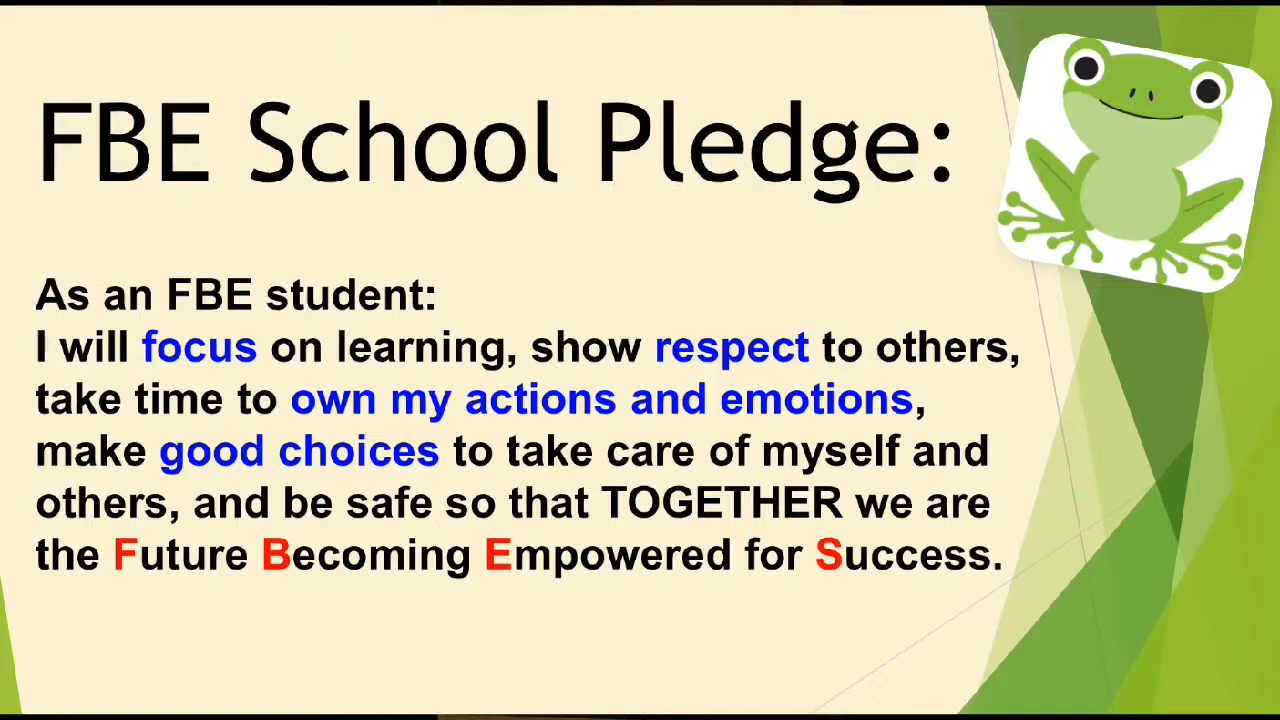 FBE School Pledge:
As an FBE student:
I will focus on learning, show respect to others,
take time to own my actions and emotions,
make good choices to take care of myself and
others, and be safe so that TOGETHER we are
the Future Becoming Empowered for Success.